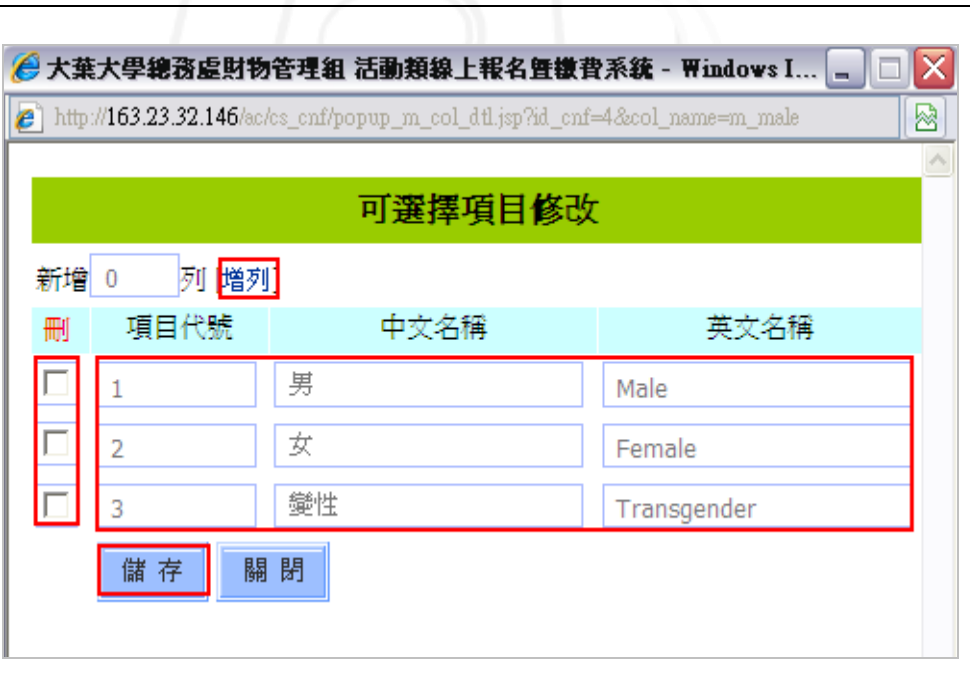 大葉大學總務處財物管理組 活動類線上報名暨繳費系統 - Windows I...
http://163.23.32.146/ac/cs_cnf/popup_m_col_dtl.jsp?id_cnf=4&col_name=m_male
可選擇項目修改
新增 0 列 [增列]
刪 項目代號 中文名稱 英文名稱
1 男 Male
2 女 Female
3 變性 Transgender
儲 存 關 閉